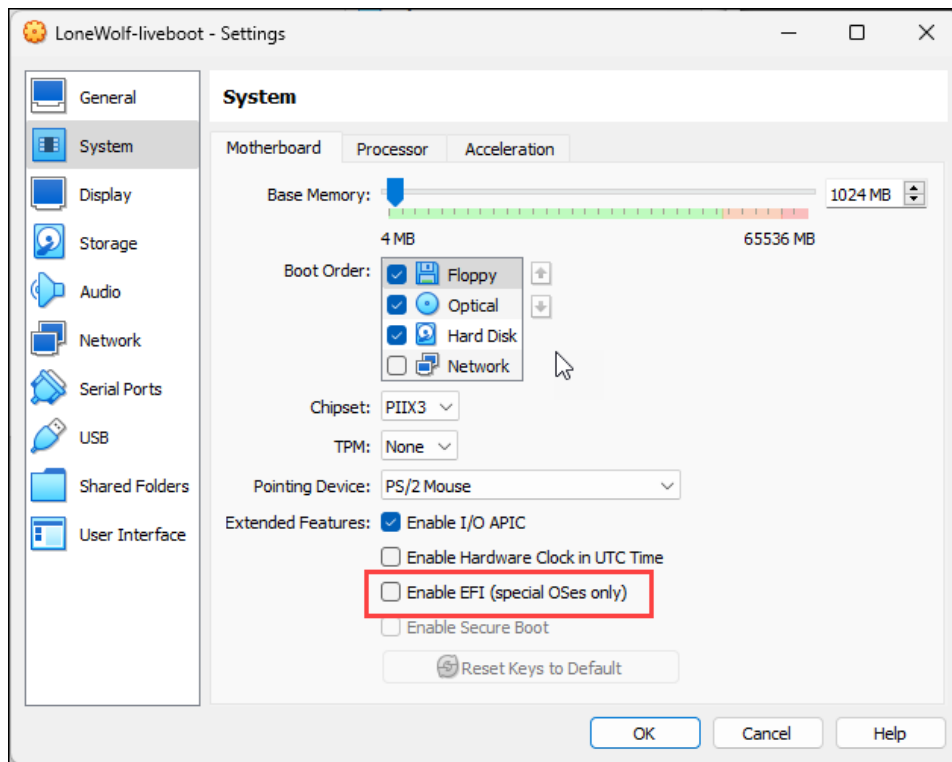 LoneWolf-liveboot - Settings
General
System
Display
Storage
Audio
Network
Serial Ports
USB
Shared Folders
User Interface
System
Motherboard Processor Acceleration
Base Memory: 1024 MB
4 MB 65536 MB
Boot Order: Floppy
Optical
Hard Disk
Network
Chipset: PIIX3
TPM: None
Pointing Device: PS/2 Mouse
Extended Features: Enable I/O APIC
Enable Hardware Clock in UTC Time
Enable EFI (special OSes only)
Enable Secure Boot
Reset Keys to Default
OK Cancel Help